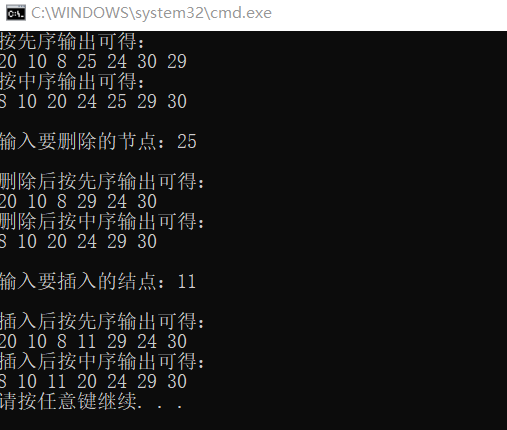 C:\WINDOWS\system32\cmd.exe
按先序输出可得：
20 10 8 25 24 30 29
按中序输出可得：
8 10 20 24 25 29 30
输入要删除的节点：25
删除后按先序输出可得：
20 10 8 29 24 30
删除后按中序输出可得：
8 10 20 24 29 30
输入要插入的结点：11
插入后按先序输出可得：
20 10 8 11 29 24 30
插入后按中序输出可得：
8 10 11 20 24 29 30
请按任意键继续. . .